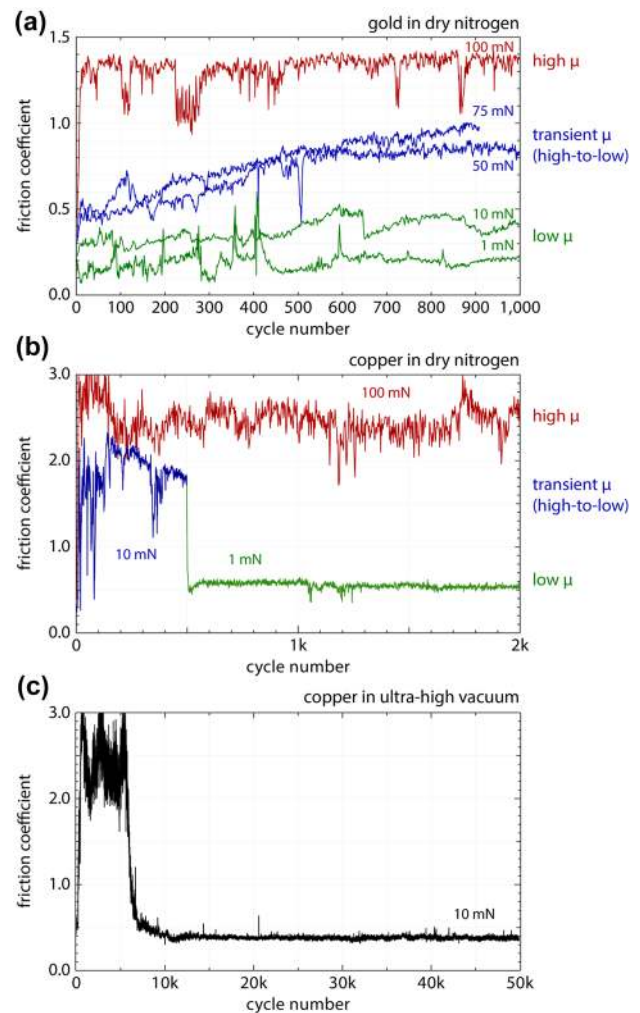 (a)
gold in dry nitrogen
1.5
1.0
0.5
0.0
friction coefficient
100 mN
75 mN
50 mN
10 mN
1 mN
high μ
transient μ
(high-to-low)
low μ
0 100 200 300 400 500 600 700 800 900 1,000
cycle number
(b)
copper in dry nitrogen
3.0
2.0
1.0
0.0
friction coefficient
100 mN
10 mN
1 mN
high μ
transient μ
(high-to-low)
low μ
0 1k 2k
cycle number
(c)
copper in ultra-high vacuum
3.0
2.0
1.0
0.0
friction coefficient
10 mN
0 10k 20k 30k 40k 50k
cycle number